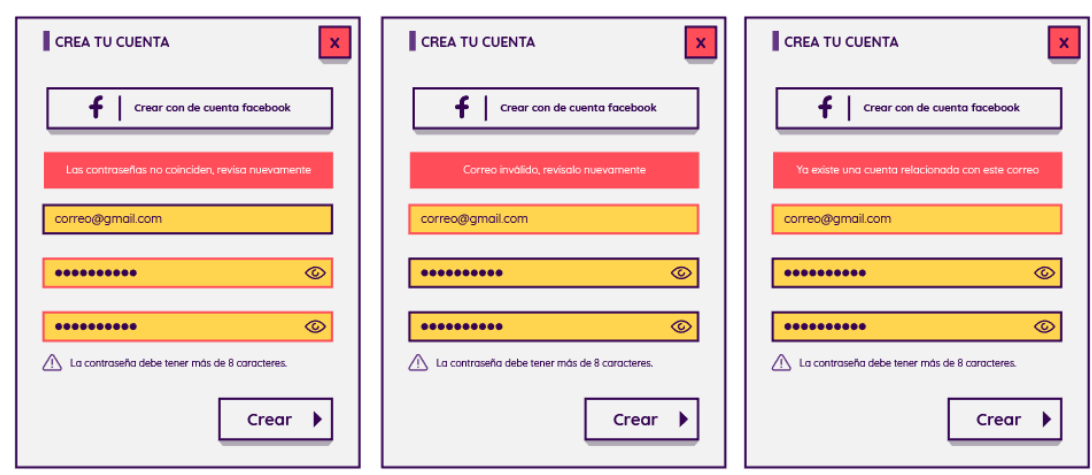 CREA TU CUENTA
x
f | Crear con de cuenta facebook
Las contraseñas no coinciden, revisa nuevamente
correo@gmail.com
••••••••••
••••••••••
La contraseña debe tener más de 8 caracteres.
Crear
CREA TU CUENTA
x
f | Crear con de cuenta facebook
Correo inválido, revisalo nuevamente
correo@gmail.com
••••••••••
••••••••••
La contraseña debe tener más de 8 caracteres.
Crear
CREA TU CUENTA
x
f | Crear con de cuenta facebook
Ya existe una cuenta relacionada con este correo
correo@gmail.com
••••••••••
••••••••••
La contraseña debe tener más de 8 caracteres.
Crear